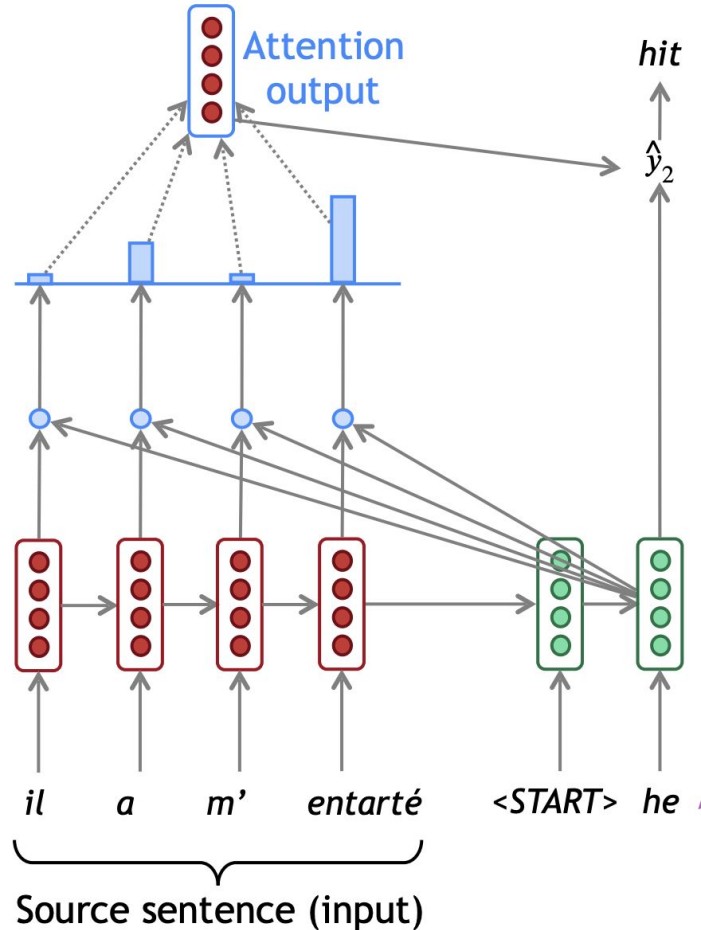 Attention
output
hit
ŷ2
il a m’ entarté <START> he
Source sentence (input)